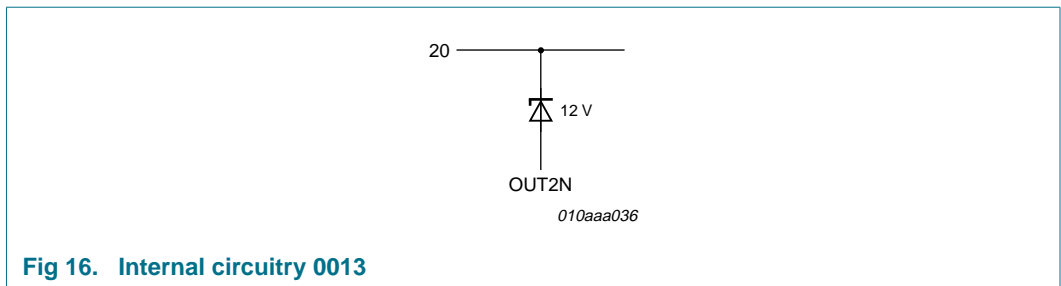 20
12 V
OUT2N
010aaa036
Fig 16. Internal circuitry 0013